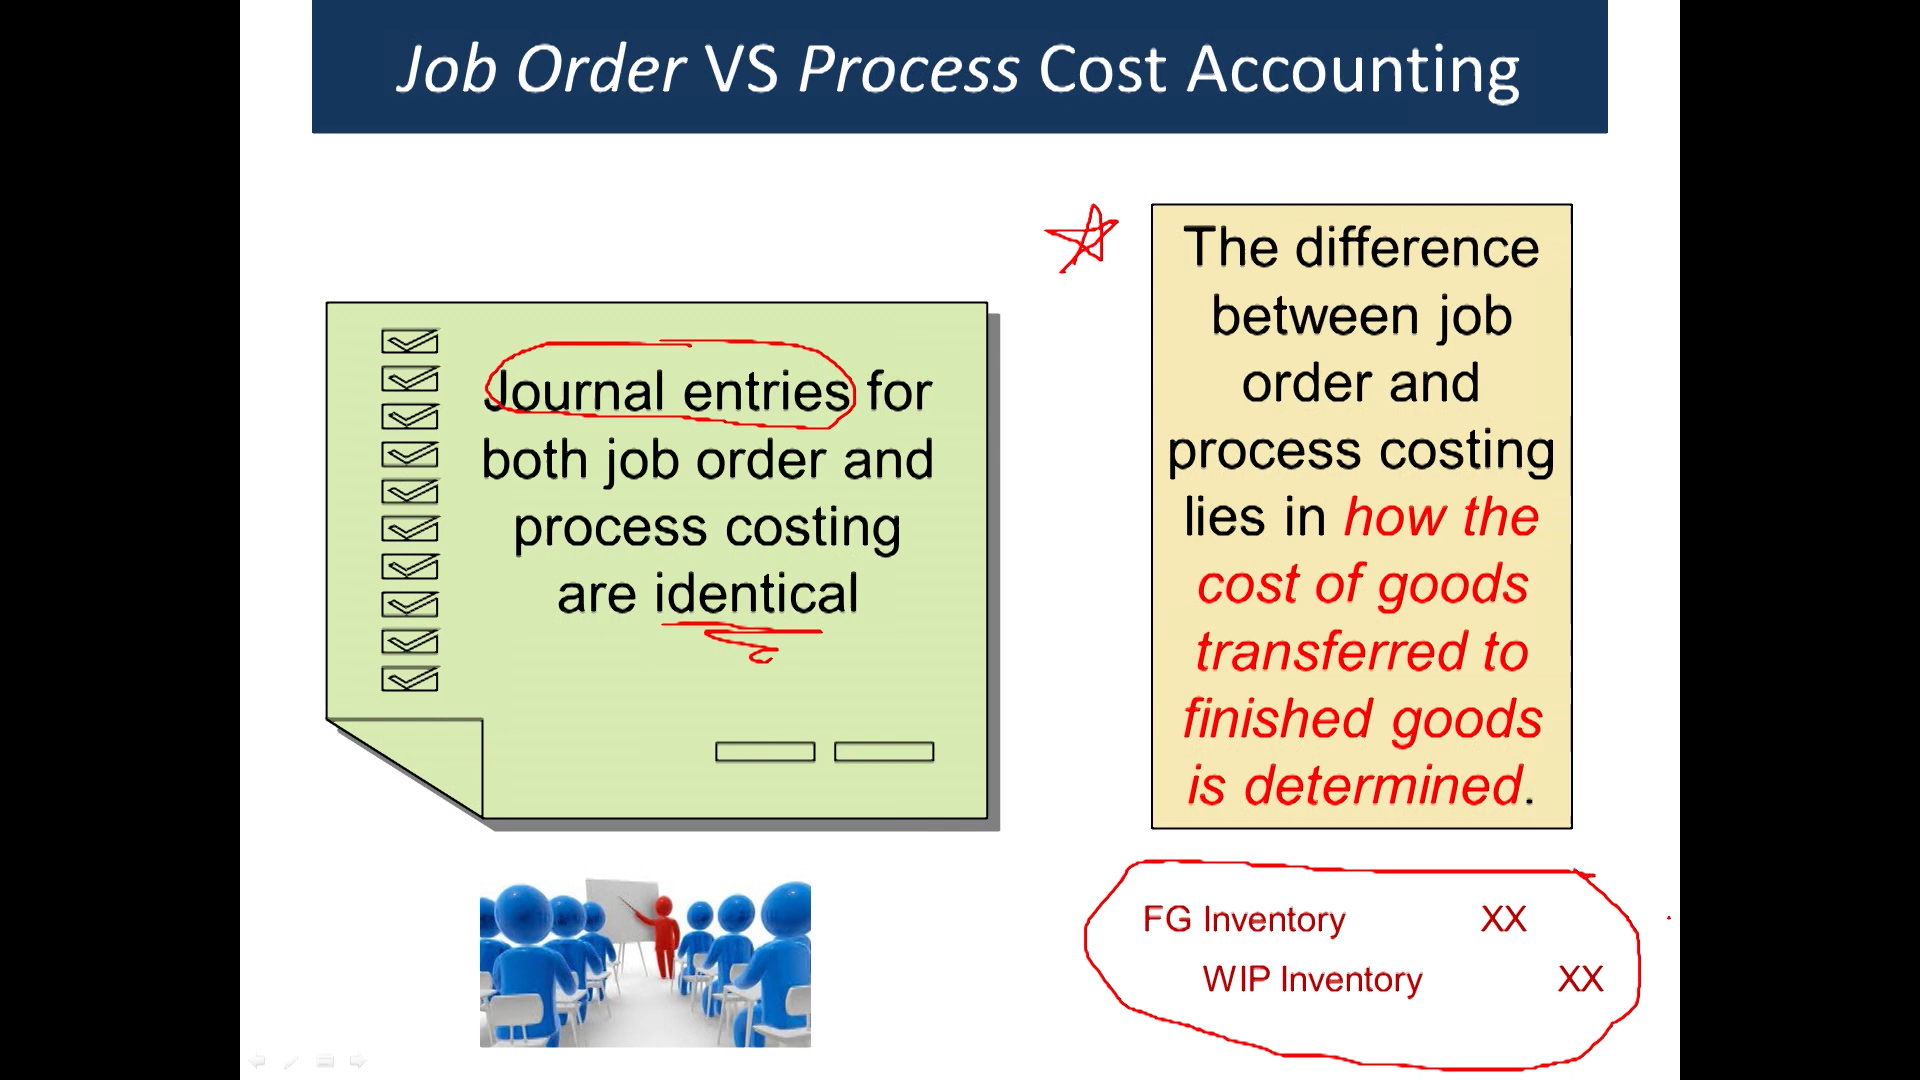 Job Order VS Process Cost Accounting
Journal entries for
both job order and
process costing
are identical
The difference
between job
order and
process costing
lies in how the
cost of goods
transferred to
finished goods
is determined.
FG Inventory XX
WIP Inventory XX